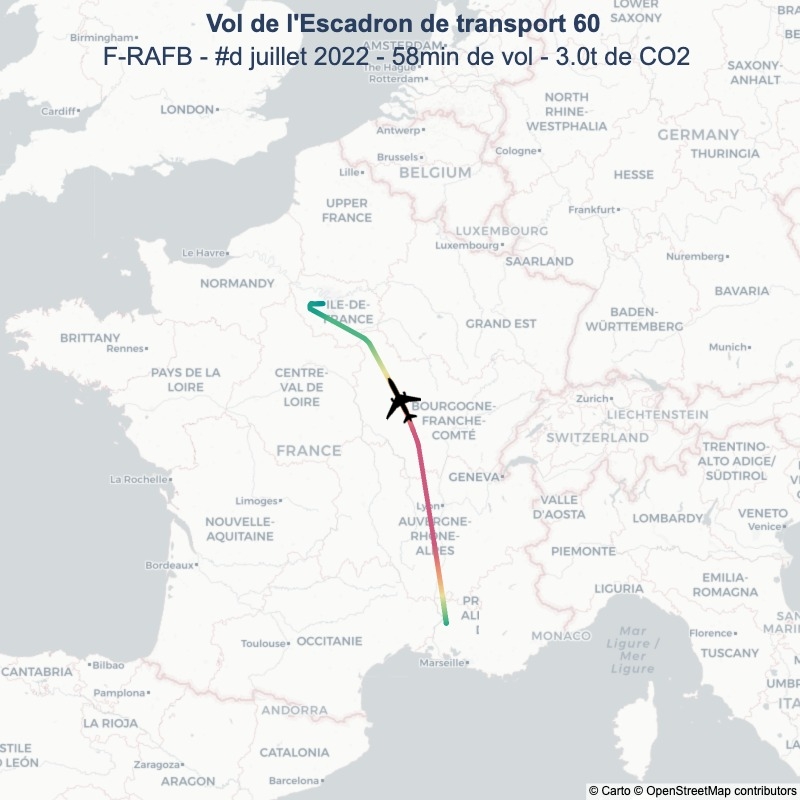 Vol de l'Escadron de transport 60
F-RAFB - #d juillet 2022 - 58min de vol - 3.0t de CO2
LOWER
SAXONY
Birmingham
AMSTERDAM
The Hague
Rotterdam
SAXONY-
ANHALT
Cardiff
LONDON
NORTH
RHINE-
WESTPHALIA
Antwerp
GERMANY
Brussels
Cologne
THURINGIA
Lille
BELGIUM
HESSE
UPPER
FRANCE
Frankfurt
LUXEMBOURG
Luxembourg
Le Havre
SAARLAND
Nuremberg
NORMANDY
BAVARIA
ILE-DE-
FRANCE
GRAND EST
BADEN-
WÜRTTEMBERG
BRITTANY
Rennes
Munich
PAYS DE LA
LOIRE
CENTRE-
VAL DE
LOIRE
BOURGOGNE-
FRANCHE-
COMTÉ
Zurich
LIECHTENSTEIN
SWITZERLAND
FRANCE
TRENTINO-
ALTO ADIGE/
SÜDTIROL
GENEVA
La Rochelle
Limoges
Lyon
VALLE
D'AOSTA
LOMBARDY
VENETO
Venice
NOUVELLE-
AQUITAINE
AUVERGNE-
RHÔNE-
ALPES
PIEMONTE
Bordeaux
EMILIA-
ROMAGNA
LIGURIA
PR
AL
MONACO
Mar
Ligure /
Mer
Ligure
Florence
SAN
MARI
TUSCANY
Toulouse
OCCITANIE
Marseille
CANTABRIA
Bilbao
Pamplona
UMBR
ANDORRA
ITA
LA RIOJA
STILE
O LEÓN
Zaragoza
CATALONIA
ARAGON
Barcelona
© Carto © OpenStreetMap contributors